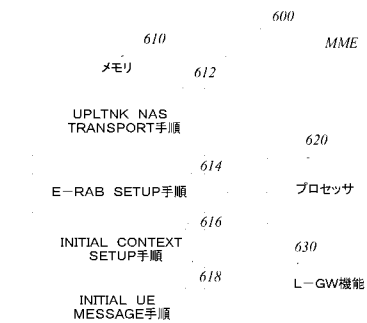 600
MME
610
メモリ
612
UPLTNK NAS
TRANSPORT手順
620
プロセッサ
614
E-RAB SETUP手順
616
INITIAL CONTEXT
SETUP手順
630
L-GW機能
618
INITIAL UE
MESSAGE手順